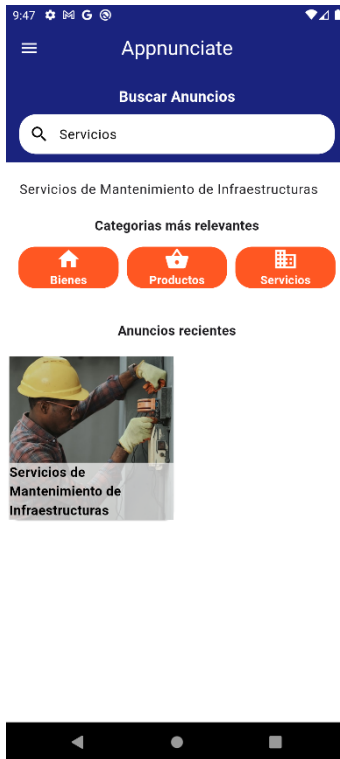 9:47
Appnunciate
Buscar Anuncios
Servicios
Servicios de Mantenimiento de Infraestructuras
Categorias más relevantes
Bienes Productos Servicios
Anuncios recientes
Servicios de
Mantenimiento de
Infraestructuras